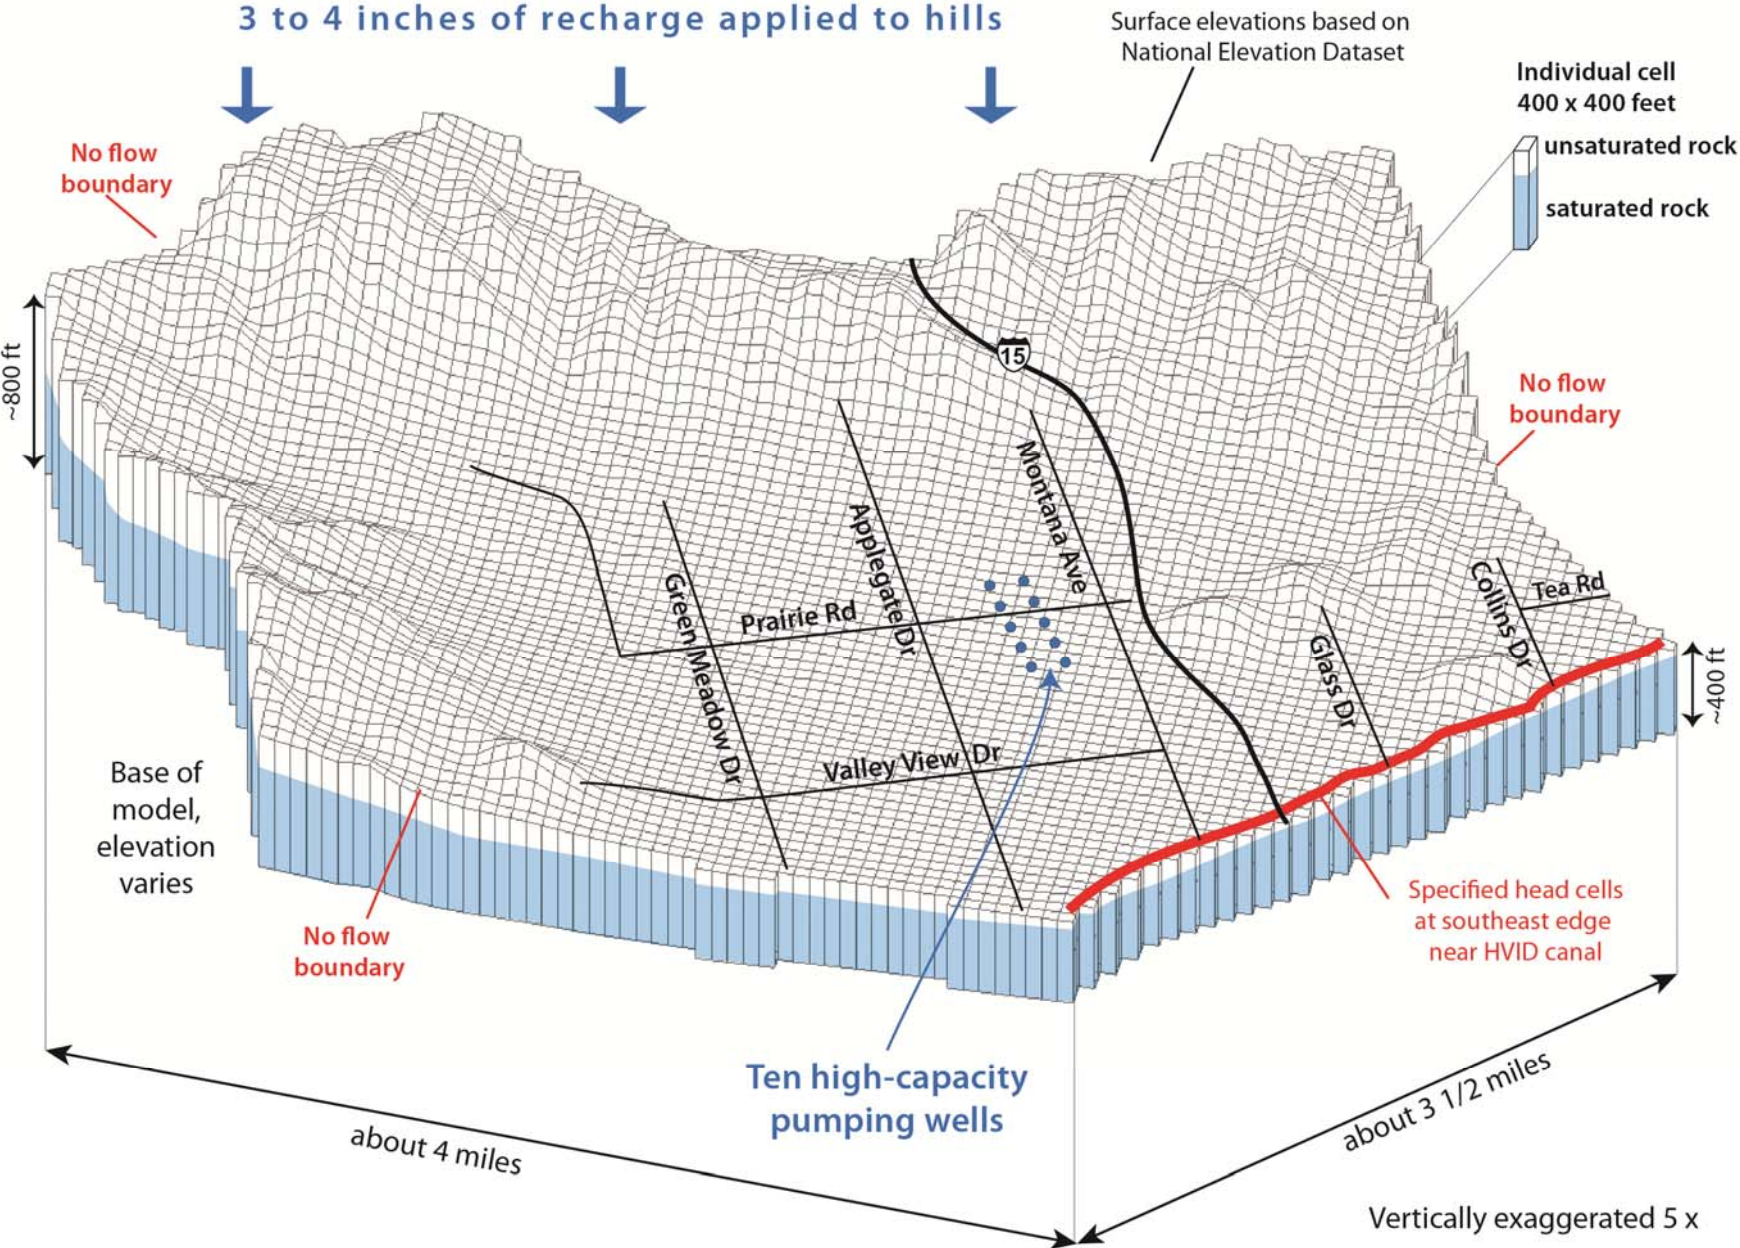 3 to 4 inches of recharge applied to hills
Surface elevations based on
National Elevation Dataset
Individual cell
400 x 400 feet
unsaturated rock
saturated rock
No flow
boundary
~800 ft
15
No flow
boundary
Montana Ave
Applegate Dr
Green Meadow Dr
Prairie Rd
Collins Dr
Tea Rd
Glass Dr
~400 ft
Valley View Dr
Base of
model,
elevation
varies
No flow
boundary
Specified head cells
at southeast edge
near HVID canal
Ten high-capacity
pumping wells
about 4 miles
about 3 1/2 miles
Vertically exaggerated 5 x